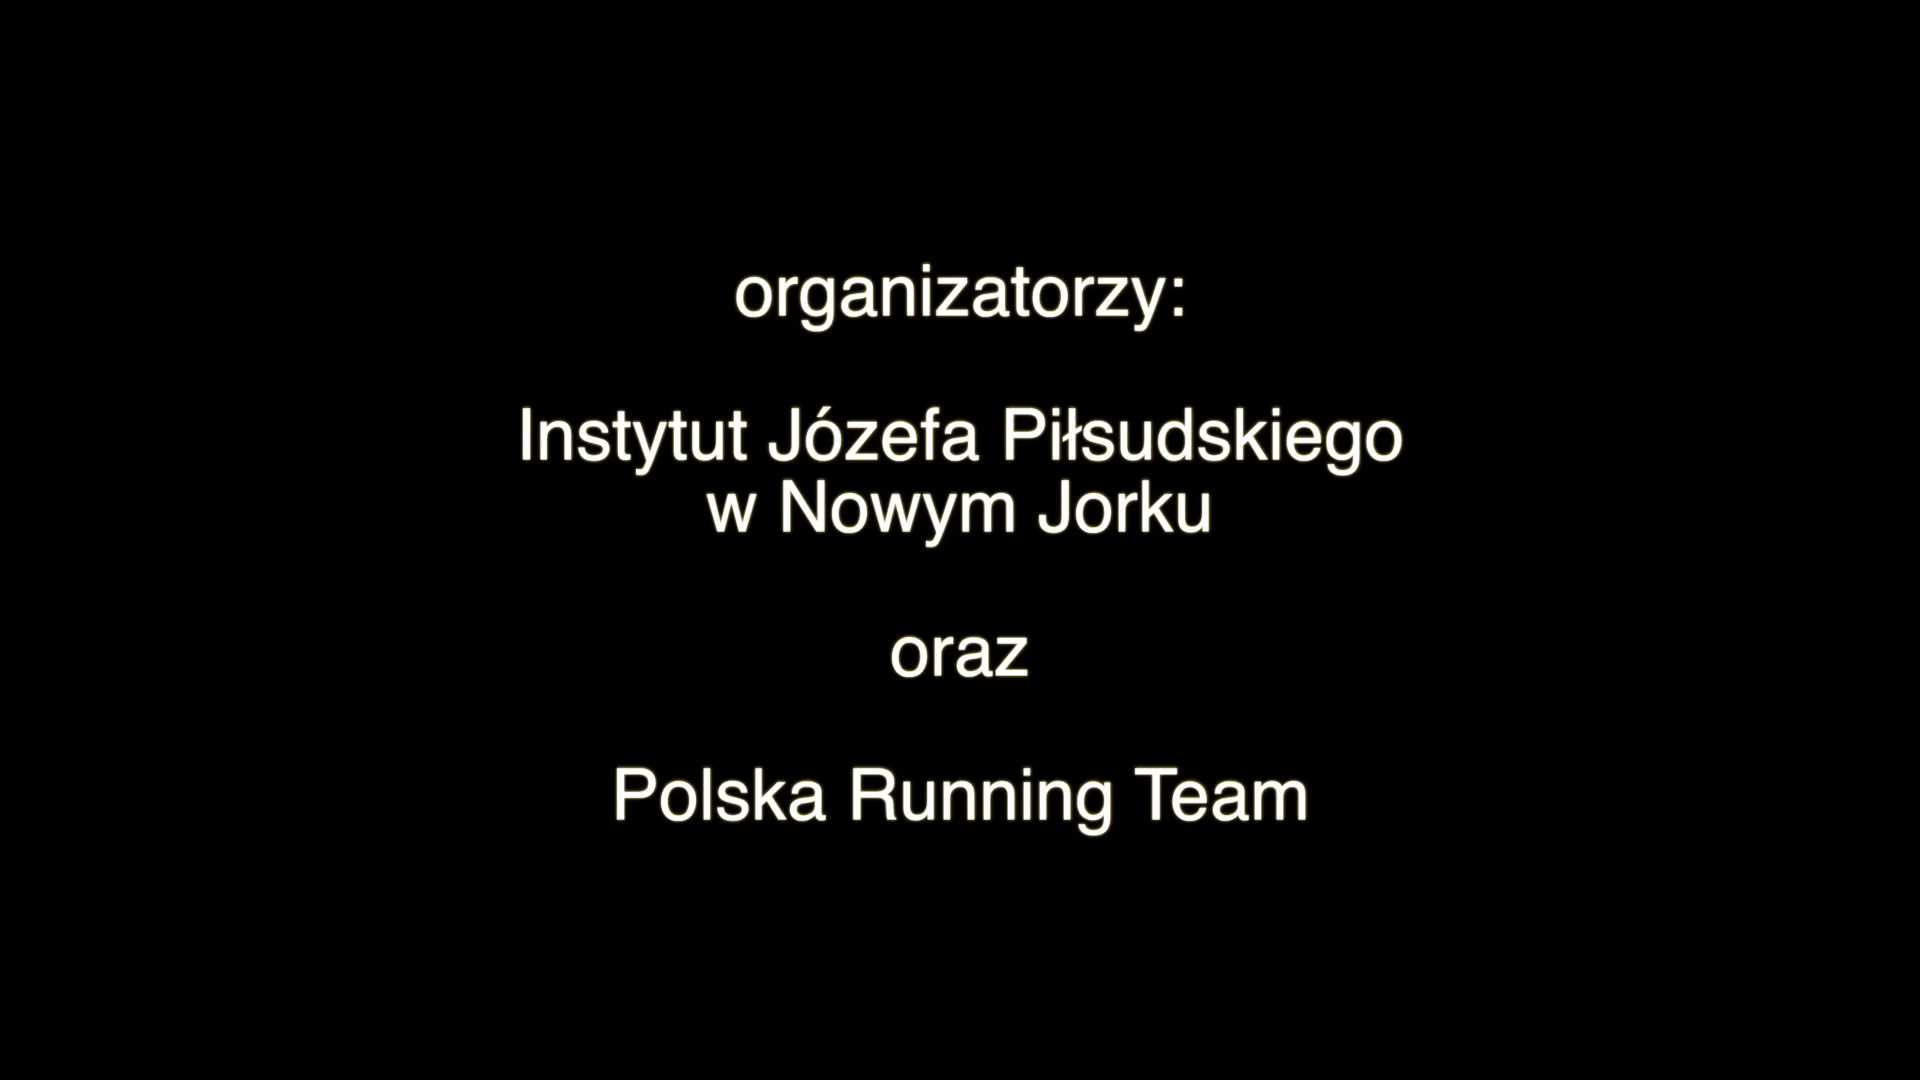 organizatorzy:
Instytut Józefa Piłsudskiego
w Nowym Jorku
oraz
Polska Running Team